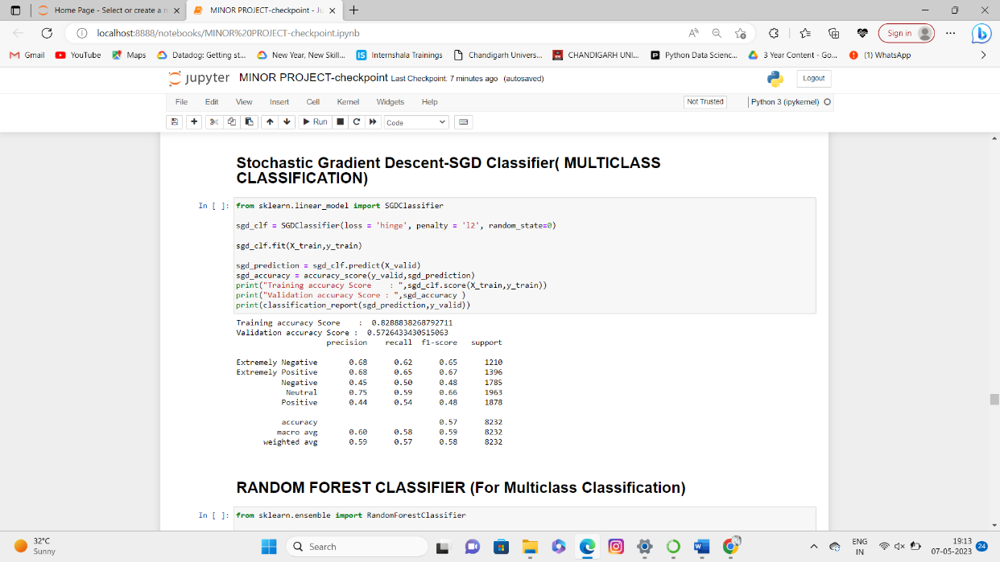 Home Page - Select or create a n
MINOR PROJECT-checkpoint - Ju
localhost:8888/notebooks/MINOR%20PROJECT-checkpoint.ipynb
Sign in
Gmail YouTube Maps Datadog: Getting st... New Year, New Skill... Internshala Trainings Chandigarh Univers... CHANDIGARH UNI... Python Data Scienc... 3 Year Content - Go... (1) WhatsApp
jupyter MINOR PROJECT-checkpoint Last Checkpoint: 7 minutes ago (autosaved) Logout
File Edit View Insert Cell Kernel Widgets Help Not Trusted Python 3 (ipykernel)
Run Code
Stochastic Gradient Descent-SGD Classifier( MULTICLASS
CLASSIFICATION)
In [ ]: from sklearn.linear_model import SGDClassifier
sgd_clf = SGDClassifier(loss = 'hinge', penalty = 'l2', random_state=0)
sgd_clf.fit(X_train,y_train)
sgd_prediction = sgd_clf.predict(X_valid)
sgd_accuracy = accuracy_score(y_valid,sgd_prediction)
print("Training accuracy Score    : ",sgd_clf.score(X_train,y_train))
print("Validation accuracy Score : ",sgd_accuracy )
print(classification_report(sgd_prediction,y_valid))
Training accuracy Score    :  0.8288838268792711
Validation accuracy Score :  0.5726433430515063
precision recall f1-score support
Extremely Negative 0.68 0.62 0.65 1210
Extremely Positive 0.68 0.65 0.67 1396
Negative 0.45 0.50 0.48 1785
Neutral 0.75 0.59 0.66 1963
Positive 0.44 0.54 0.48 1878
accuracy 0.57 8232
macro avg 0.60 0.58 0.59 8232
weighted avg 0.59 0.57 0.58 8232
RANDOM FOREST CLASSIFIER (For Multiclass Classification)
In [ ]: from sklearn.ensemble import RandomForestClassifier
32°C
Sunny
Search
ENG
IN
19:13
07-05-2023
24